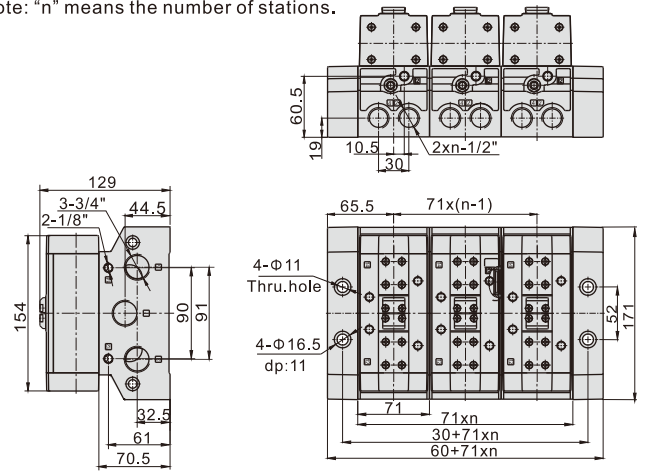 ote: “n” means the number of stations.
60.5
19
10.5
30
2xn-1/2"
129
3-3/4"
44.5
2-1/8"
154
90
91
32.5
61
70.5
65.5
71x(n-1)
4-Φ11
Thru.hole
4-Φ16.5
dp:11
52
171
71
71xn
30+71xn
60+71xn